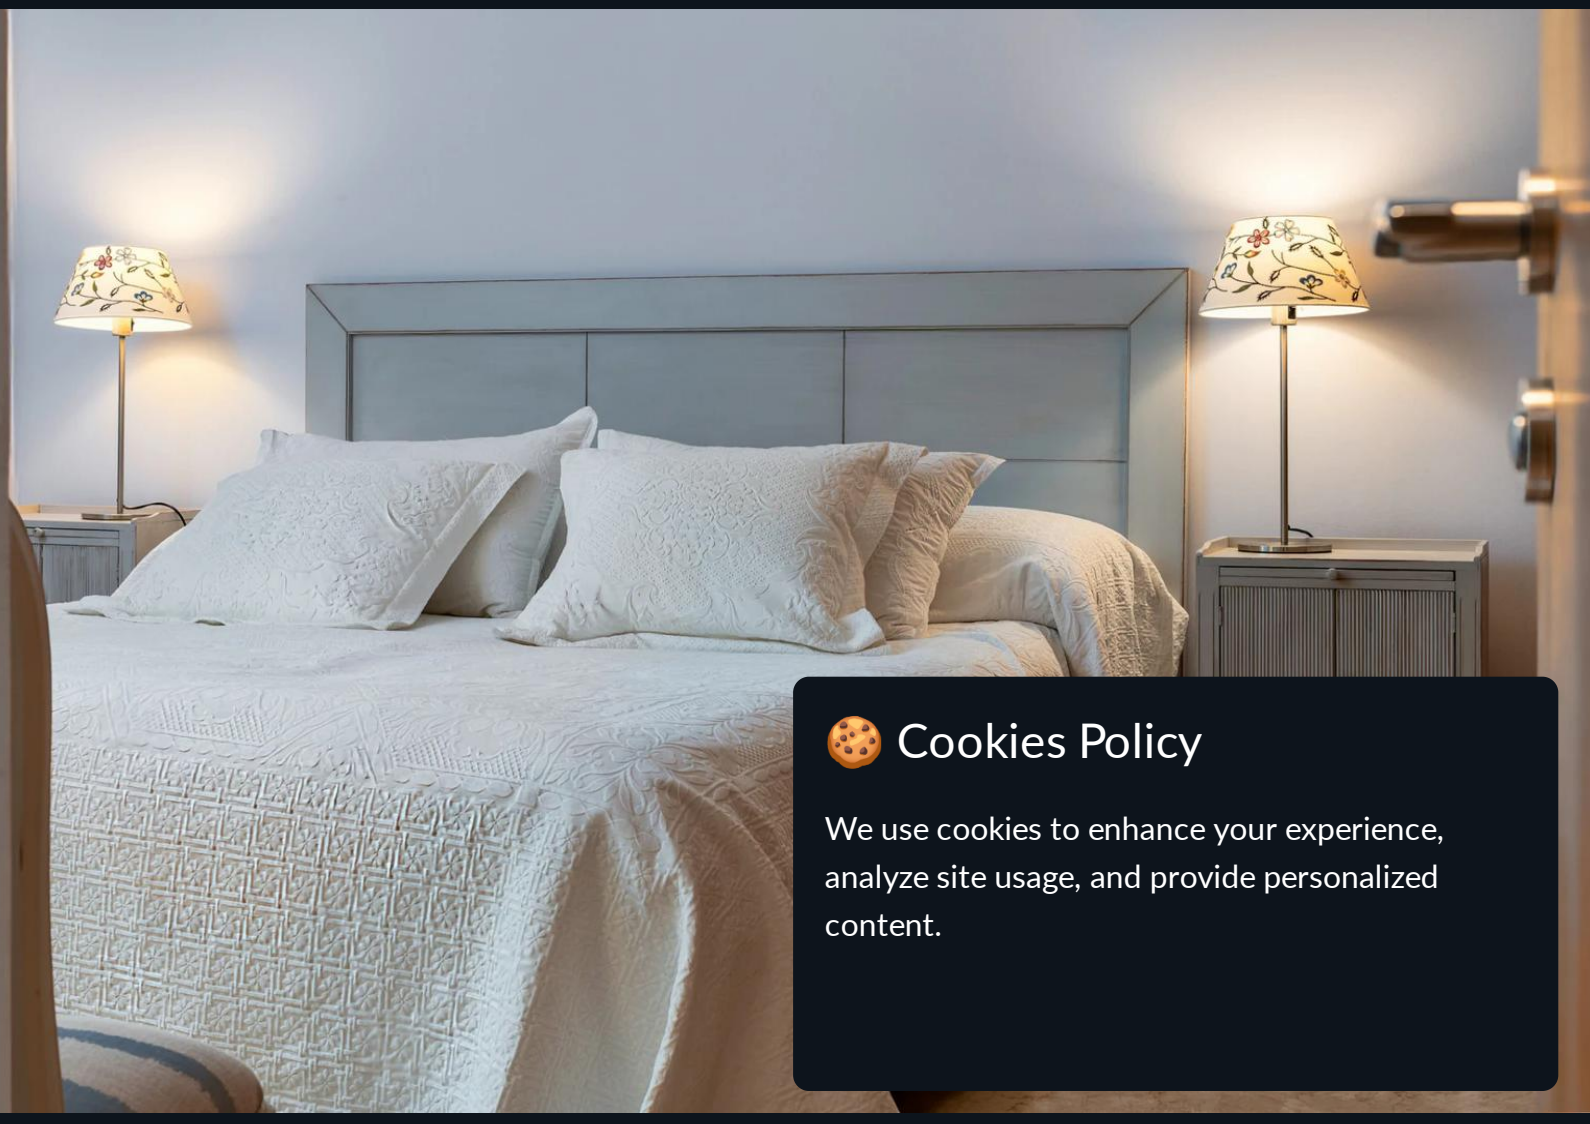 🍪 Cookies Policy
We use cookies to enhance your experience,
analyze site usage, and provide personalized
content.